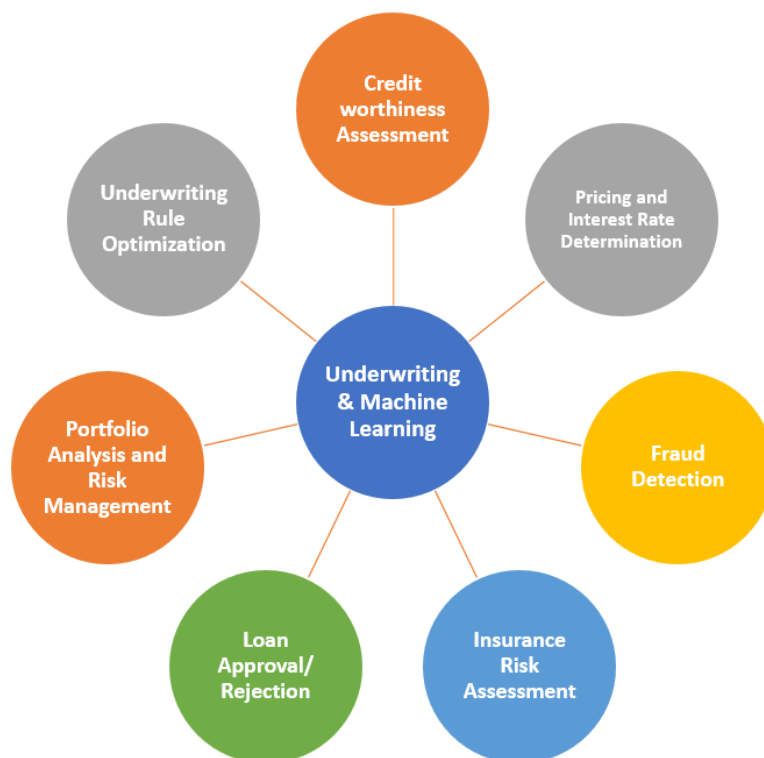 Credit
worthiness
Assessment
Pricing and
Interest Rate
Determination
Fraud
Detection
Insurance
Risk
Assessment
Loan
Approval/
Rejection
Portfolio
Analysis and
Risk
Management
Underwriting
Rule
Optimization
Underwriting
& Machine
Learning